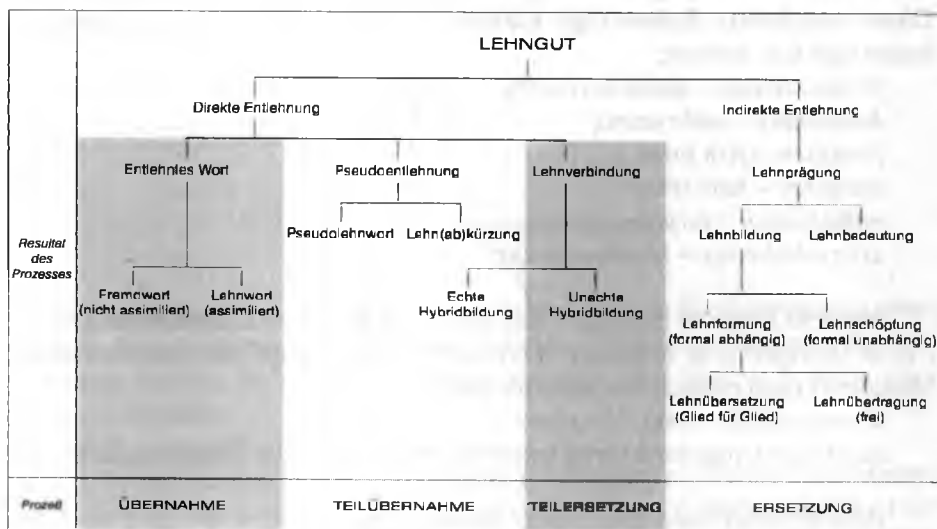 LEHNGUT
Direkte Entlehnung
Indirekte Entlehnung
Entlehntes Wort
Pseudoentlehnung
Lehnverbindung
Lehnprägung
Pseudolehnwort
Lehn(ab)kürzung
Lehnbildung
Lehnbedeutung
Resultat
des
Prozesses
Fremdwort
(nicht assimiliert)
Lehnwort
(assimiliert)
Echte
Hybridbildung
Unechte
Hybridbildung
Lehnformung
(formal abhängig)
Lehnschöpfung
(formal unabhängig)
Lehnübersetzung
(Glied für Glied)
Lehnübertragung
(frei)
Prozeß
ÜBERNAHME
TEILÜBERNAHME
TEILERSETZUNG
ERSETZUNG